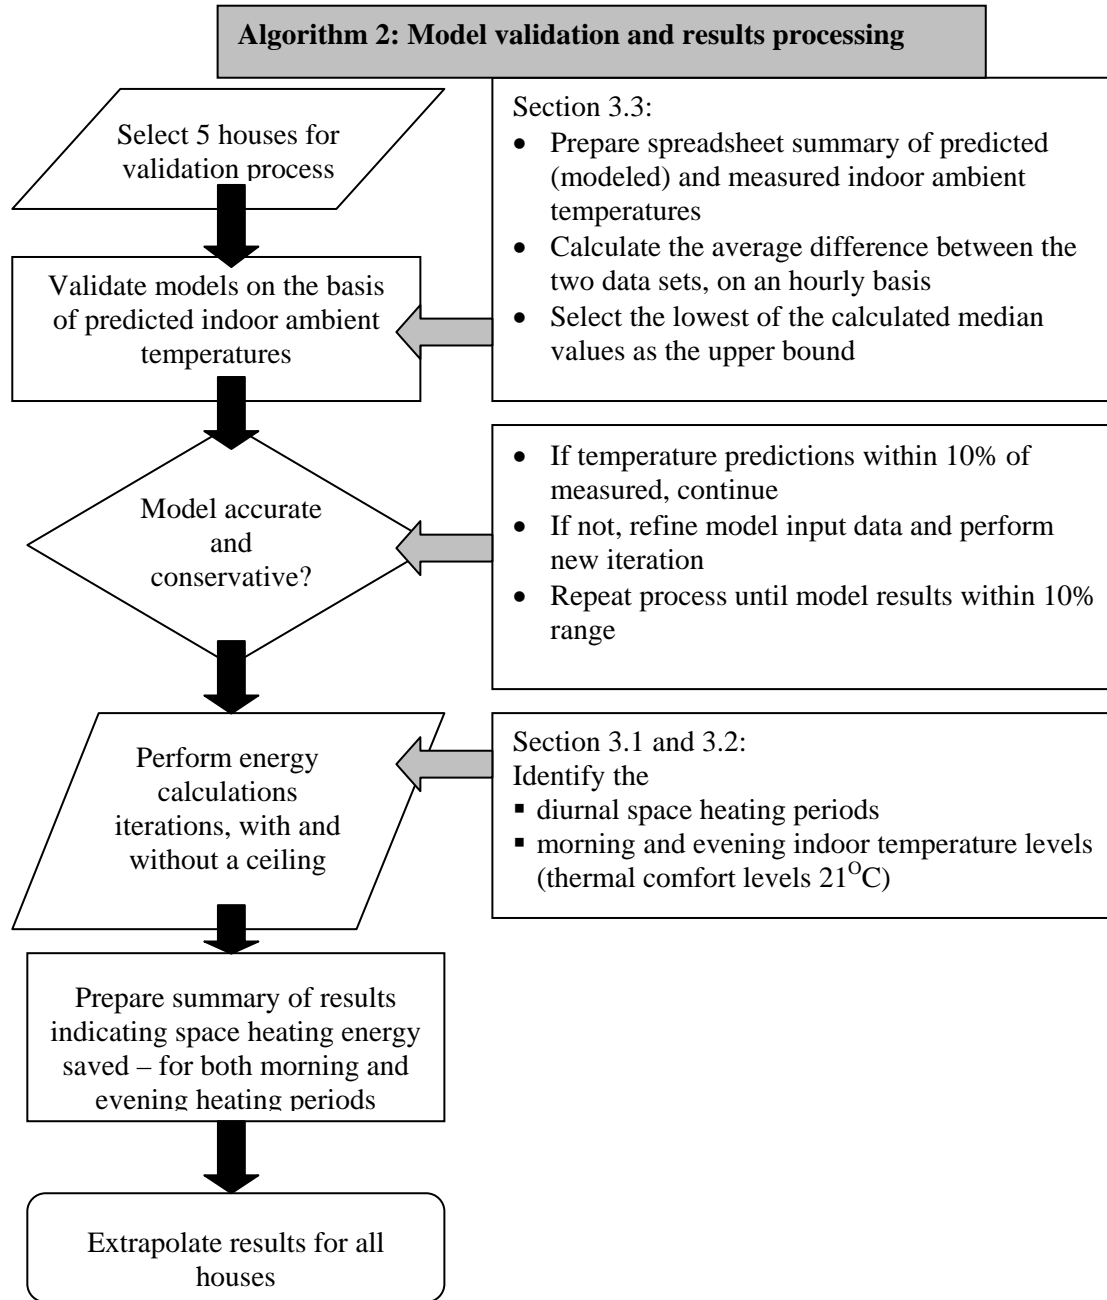 Algorithm 2: Model validation and results processing
Select 5 houses for
validation process
Section 3.3:
• Prepare spreadsheet summary of predicted
(modeled) and measured indoor ambient
temperatures
• Calculate the average difference between the
two data sets, on an hourly basis
• Select the lowest of the calculated median
values as the upper bound
Validate models on the basis
of predicted indoor ambient
temperatures
Model accurate
and
conservative?
• If temperature predictions within 10% of
measured, continue
• If not, refine model input data and perform
new iteration
• Repeat process until model results within 10%
range
Perform energy
calculations
iterations, with and
without a ceiling
Section 3.1 and 3.2:
Identify the
▪ diurnal space heating periods
▪ morning and evening indoor temperature levels
(thermal comfort levels 21ᴼC)
Prepare summary of results
indicating space heating energy
saved – for both morning and
evening heating periods
Extrapolate results for all
houses